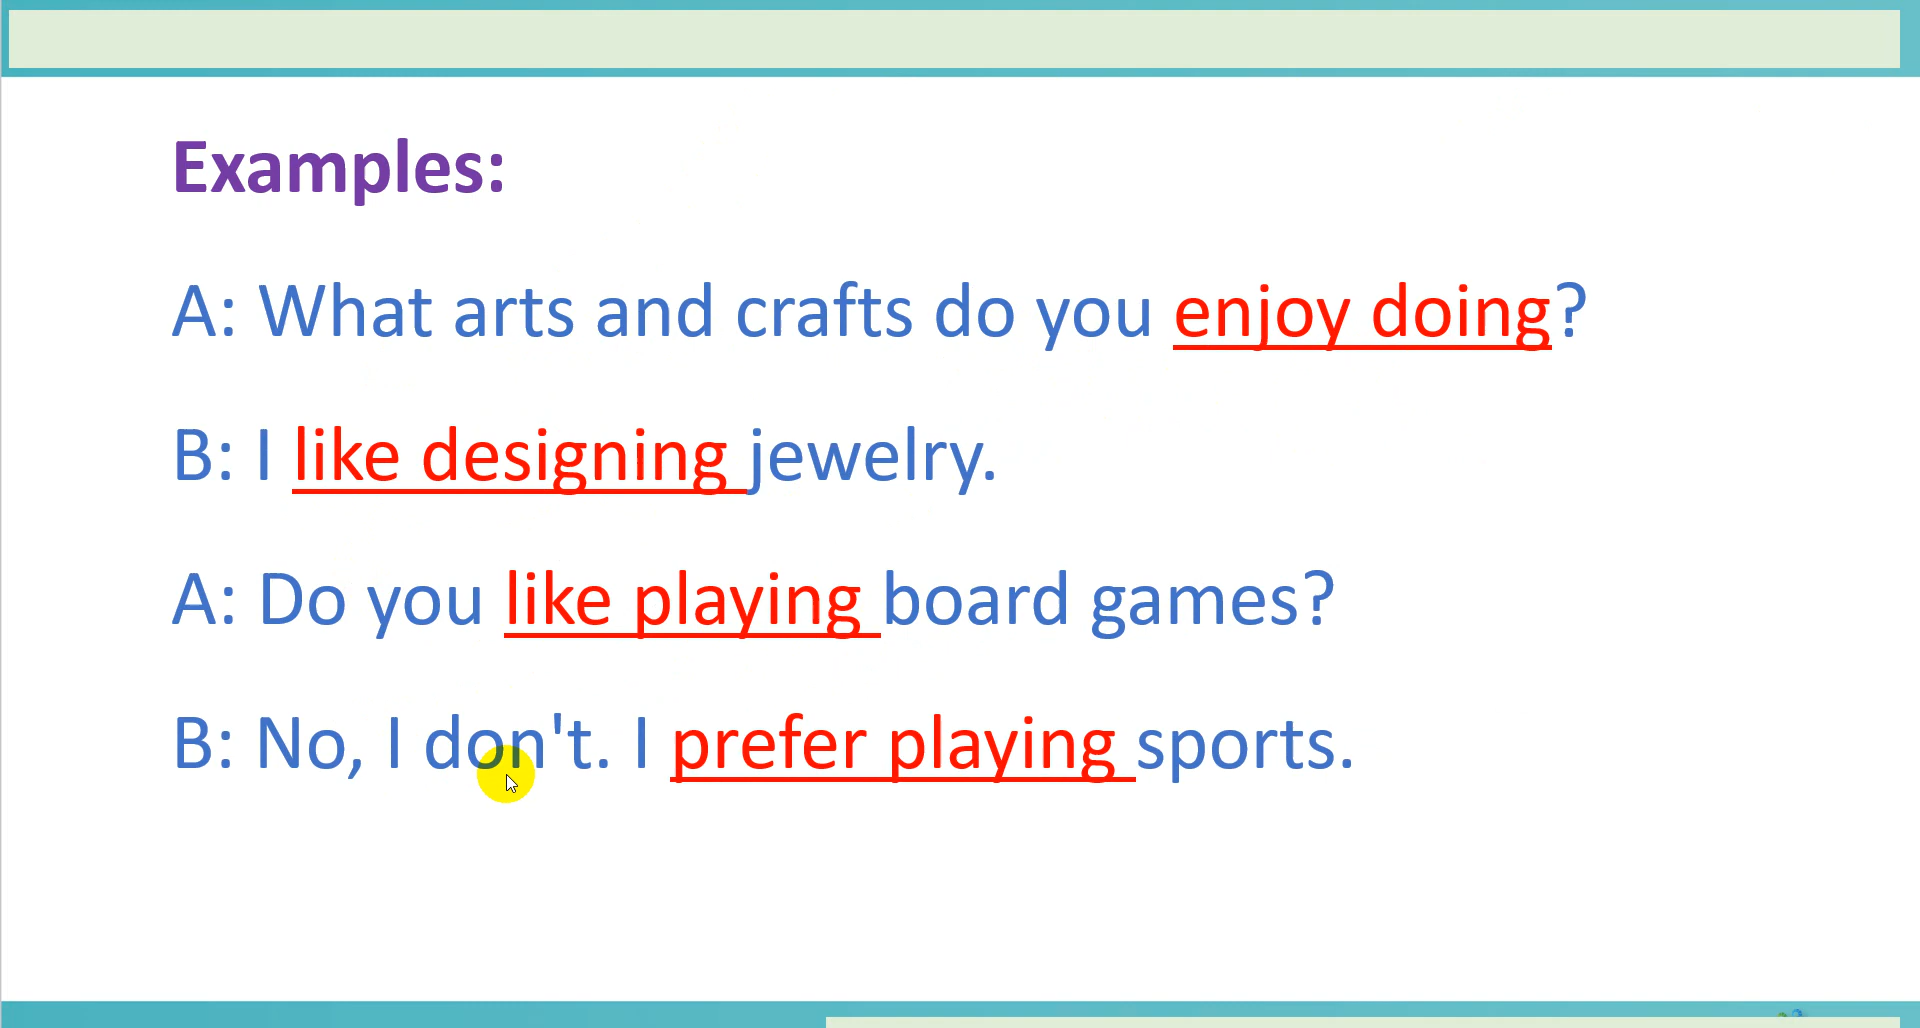 Examples:
A: What arts and crafts do you enjoy doing?
B: I like designing jewelry.
A: Do you like playing board games?
B: No, I don't. I prefer playing sports.